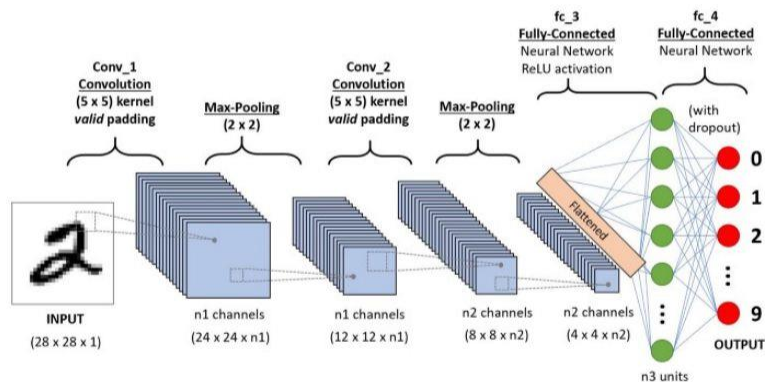 fc_3
Fully-Connected
Neural Network
ReLU activation
fc_4
Fully-Connected
Neural Network
Conv_1
Convolution
(5 x 5) kernel
valid padding
Max-Pooling
(2 x 2)
Conv_2
Convolution
(5 x 5) kernel
valid padding
Max-Pooling
(2 x 2)
(with
dropout)
0
1
2
9
Flattened
2
INPUT
(28 x 28 x 1)
n1 channels
(24 x 24 x n1)
n1 channels
(12 x 12 x n1)
n2 channels
(8 x 8 x n2)
n2 channels
(4 x 4 x n2)
OUTPUT
n3 units